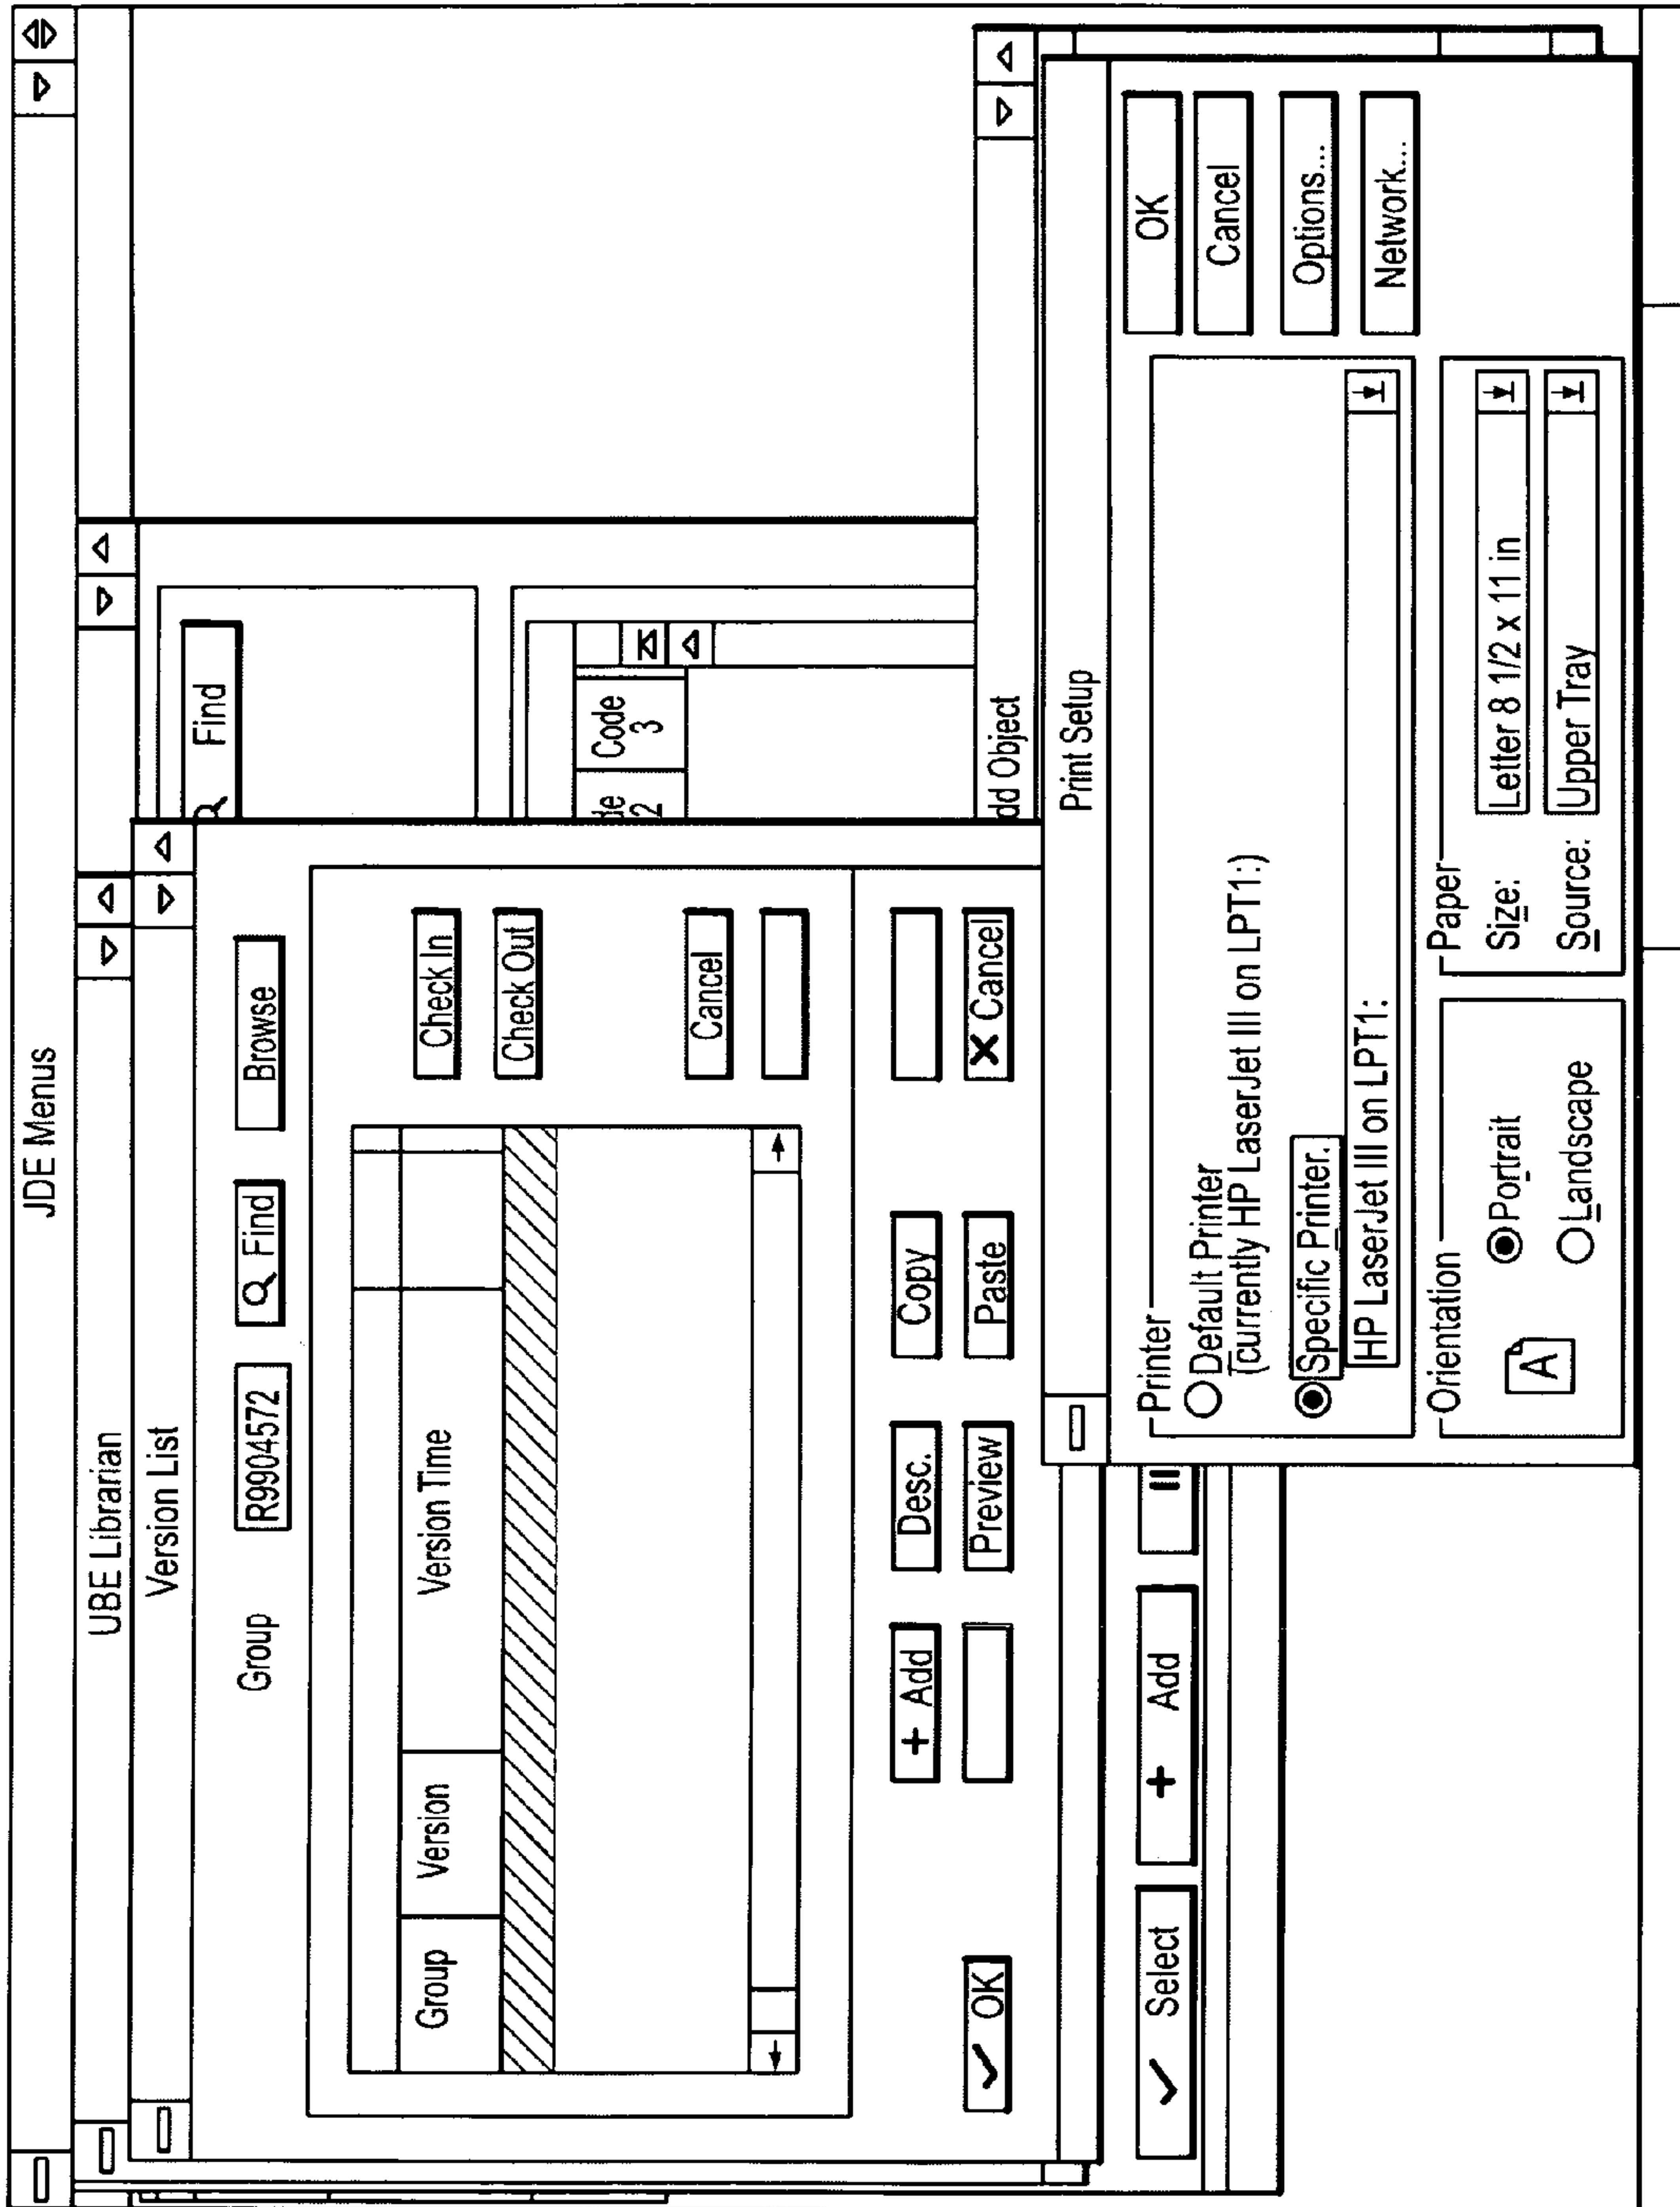 JDE Menus
UBE Librarian
Version List
Group R9904572 Find Browse
Find
Group Version Version Time
Check In
Check Out
Cancel
de
2
Code
3
+ Add Desc. Copy
✓ OK Preview Paste X Cancel
dd Object
Print Setup
✓ Select + Add
Printer
Default Printer
(currently HP LaserJet III on LPT1:)
Specific Printer.
HP LaserJet III on LPT1:
OK
Cancel
Options...
Network...
Orientation
A
Portrait
Landscape
Paper
Size: Letter 8 1/2 x 11 in
Source: Upper Tray